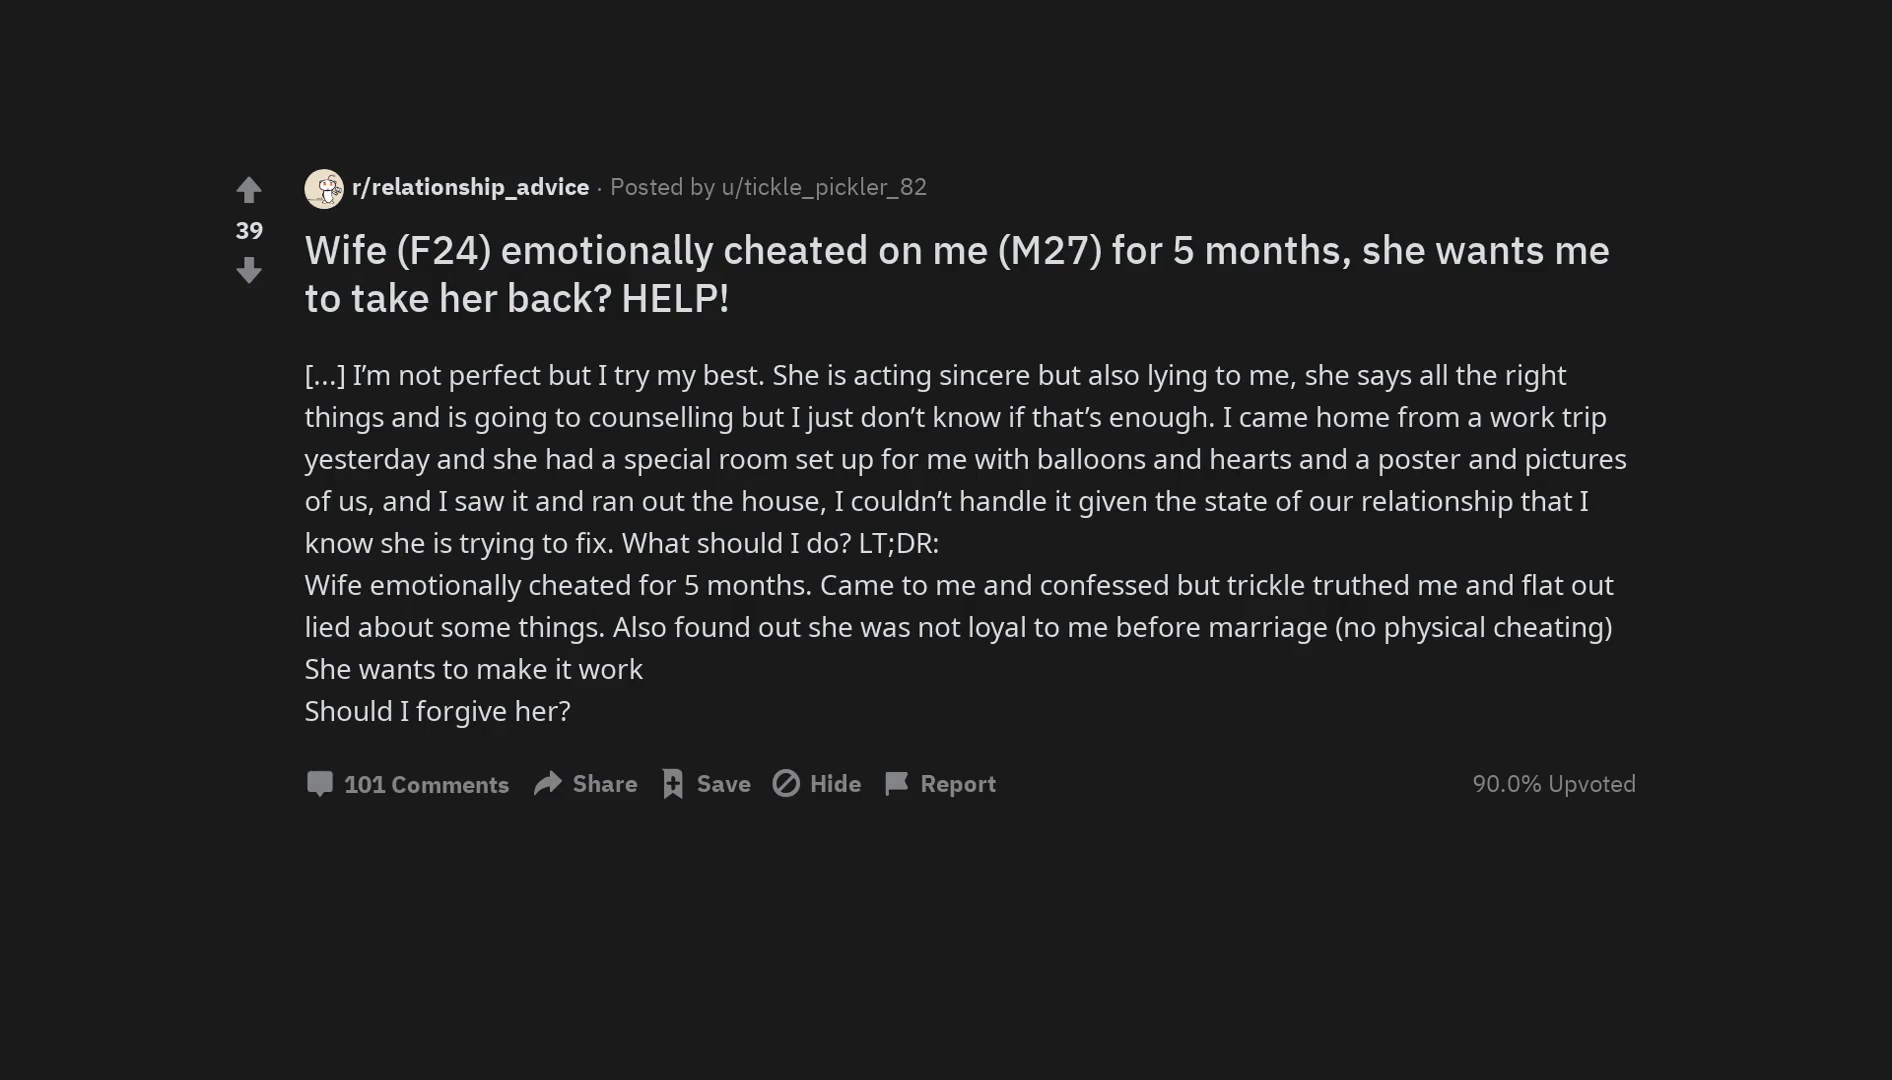 r/relationship_advice · Posted by u/tickle_pickler_82
39
Wife (F24) emotionally cheated on me (M27) for 5 months, she wants me
to take her back? HELP!
[...] I’m not perfect but I try my best. She is acting sincere but also lying to me, she says all the right
things and is going to counselling but I just don’t know if that’s enough. I came home from a work trip
yesterday and she had a special room set up for me with balloons and hearts and a poster and pictures
of us, and I saw it and ran out the house, I couldn’t handle it given the state of our relationship that I
know she is trying to fix. What should I do? LT;DR:
Wife emotionally cheated for 5 months. Came to me and confessed but trickle truthed me and flat out
lied about some things. Also found out she was not loyal to me before marriage (no physical cheating)
She wants to make it work
Should I forgive her?
101 Comments Share Save Hide Report 90.0% Upvoted